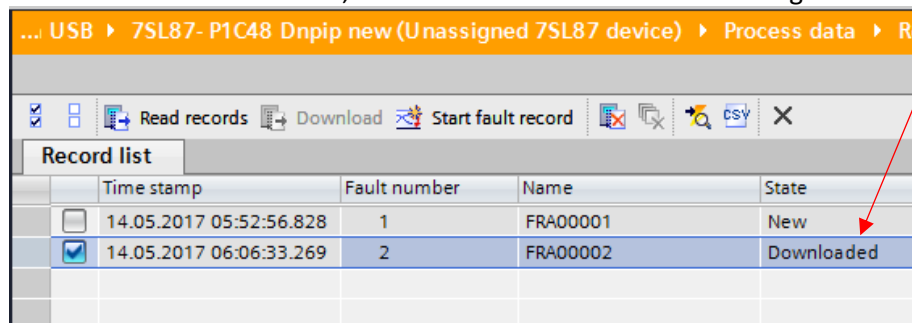 ... USB ▸ 7SL87- P1C48 Dnpip new (Unassigned 7SL87 device) ▸ Process data ▸ R
Read records Download Start fault record CSV
Record list
Time stamp Fault number Name State
14.05.2017 05:52:56.828 1 FRA00001 New
14.05.2017 06:06:33.269 2 FRA00002 Downloaded